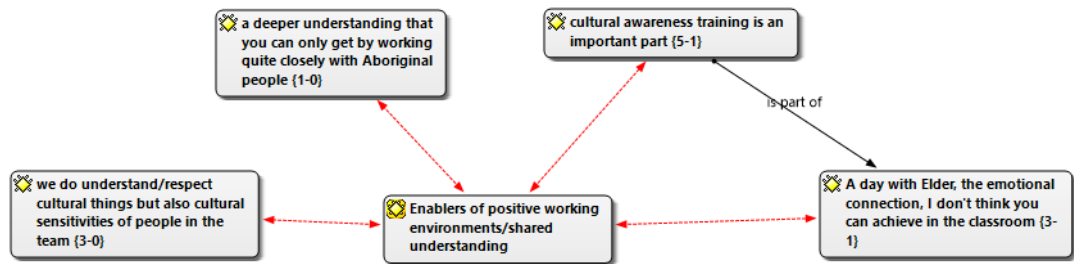 a deeper understanding that
you can only get by working
quite closely with Aboriginal
people {1-0}
cultural awareness training is an
important part {5-1}
is part of
we do understand/respect
cultural things but also cultural
sensitivities of people in the
team {3-0}
Enablers of positive working
environments/shared
understanding
A day with Elder, the emotional
connection, I don't think you
can achieve in the classroom {3-
1}